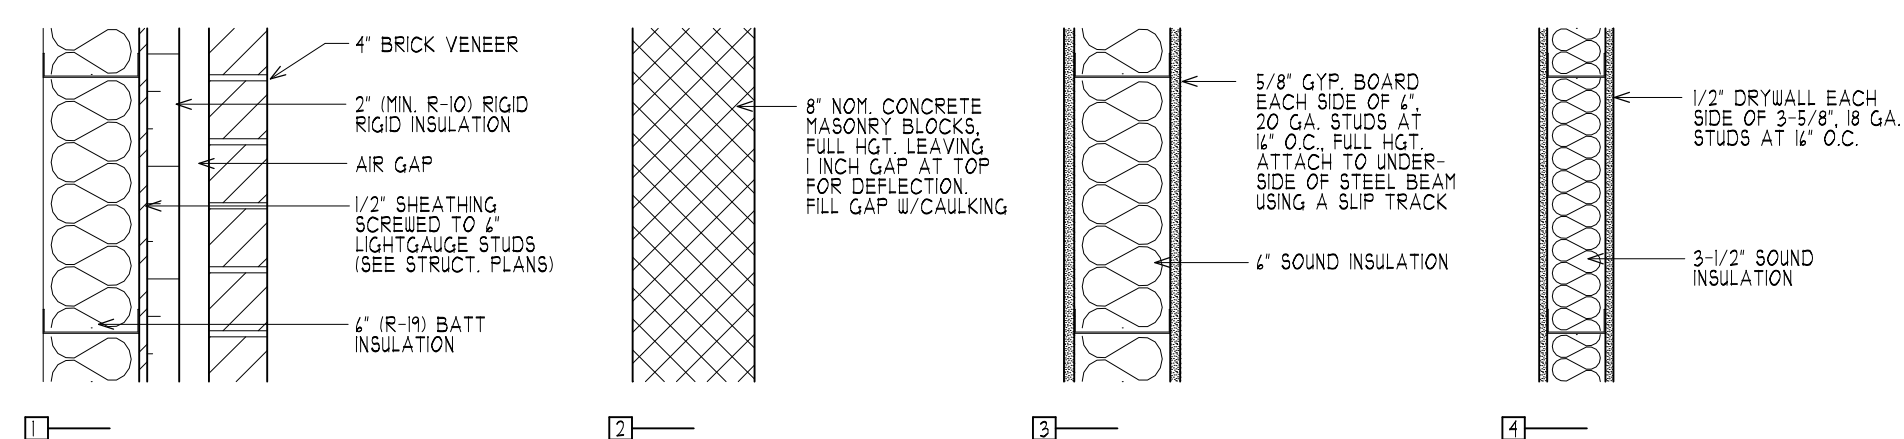 4" BRICK VENEER
2" (MIN. R-10) RIGID
RIGID INSULATION
AIR GAP
1/2" SHEATHING
SCREWED TO 6"
LIGHTGAUGE STUDS
(SEE STRUCT. PLANS)
6" (R-19) BATT
INSULATION
1
8" NOM. CONCRETE
MASONRY BLOCKS,
FULL HGT. LEAVING
1 INCH GAP AT TOP
FOR DEFLECTION.
FILL GAP W/CAULKING
2
5/8" GYP. BOARD
EACH SIDE OF 6",
20 GA. STUDS AT
16" O.C., FULL HGT.
ATTACH TO UNDER-
SIDE OF STEEL BEAM
USING A SLIP TRACK
6" SOUND INSULATION
3
1/2" DRYWALL EACH
SIDE OF 3-5/8", 18 GA.
STUDS AT 16" O.C.
3-1/2" SOUND
INSULATION
4